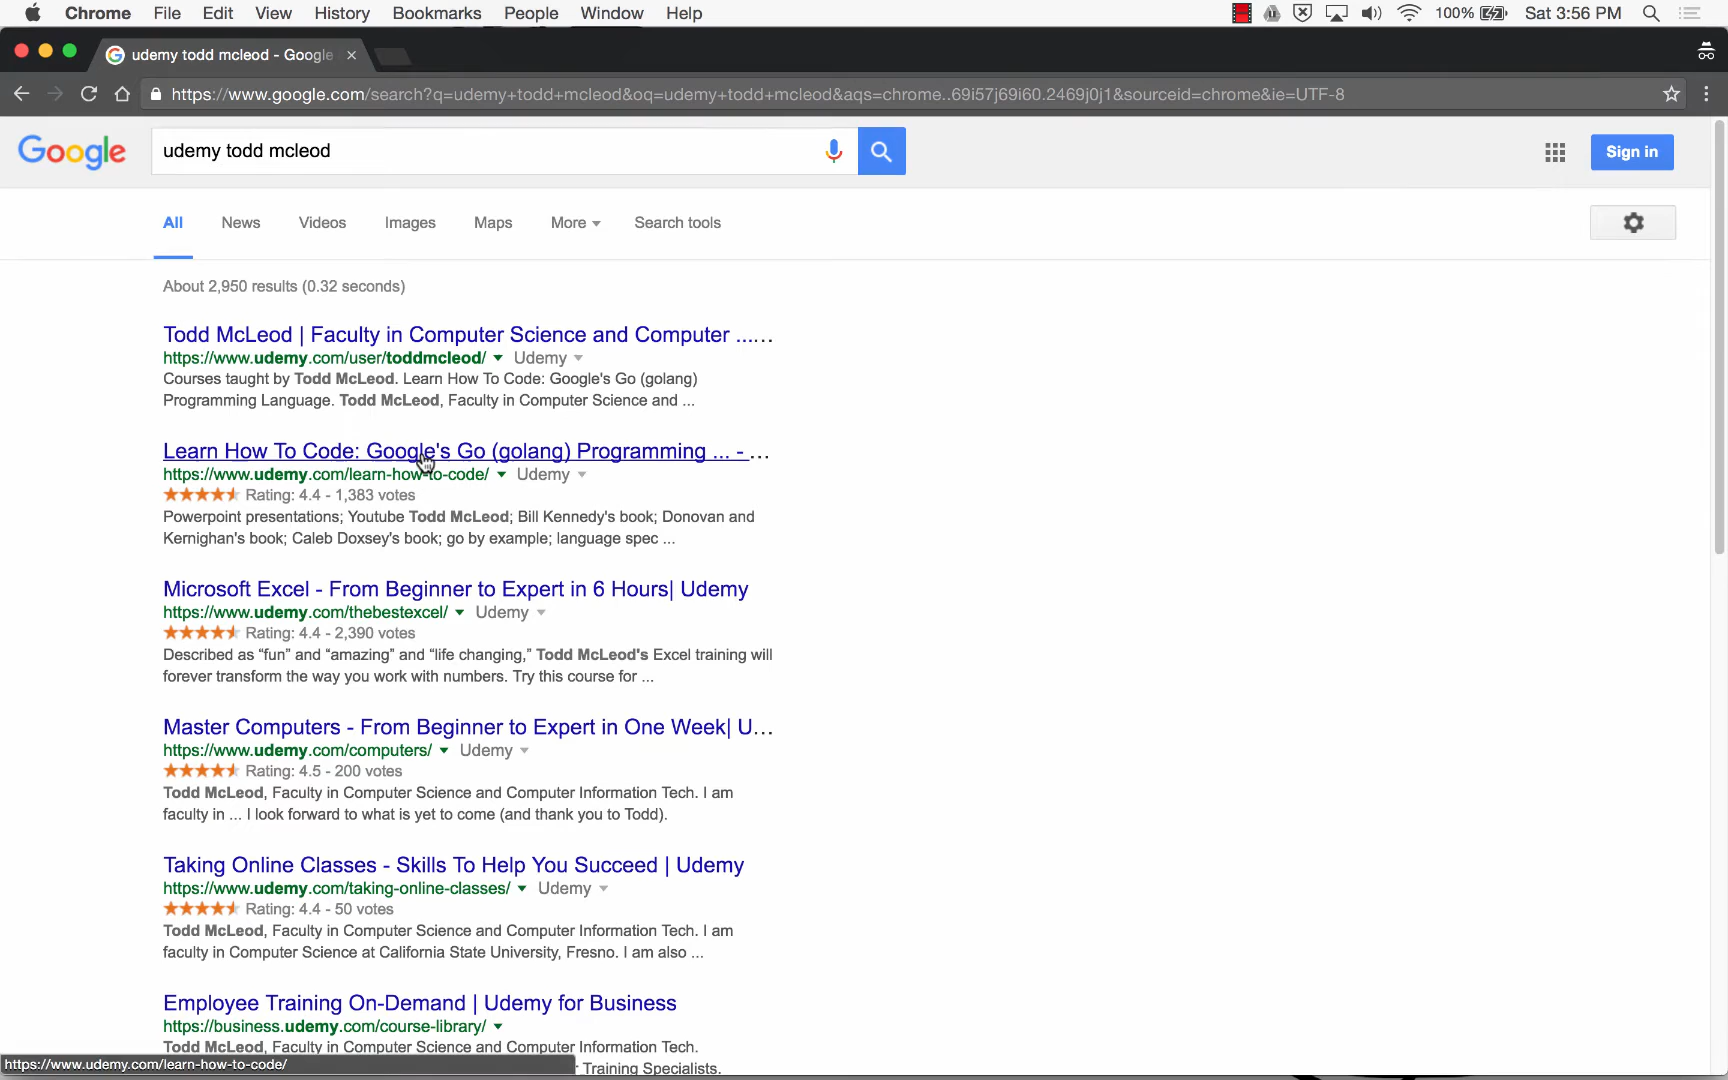 Chrome File Edit View History Bookmarks People Window Help 100% Sat 3:56 PM
udemy todd mcleod - Google
https://www.google.com/search?q=udemy+todd+mcleod&oq=udemy+todd+mcleod&aqs=chrome..69i57j69i60.2469j0j1&sourceid=chrome&ie=UTF-8
Google udemy todd mcleod Sign in
All News Videos Images Maps More Search tools
About 2,950 results (0.32 seconds)
Todd McLeod | Faculty in Computer Science and Computer ...…
https://www.udemy.com/user/toddmcleod/ Udemy
Courses taught by Todd McLeod. Learn How To Code: Google's Go (golang)
Programming Language. Todd McLeod, Faculty in Computer Science and ...
Learn How To Code: Google's Go (golang) Programming ... - …
https://www.udemy.com/learn-how-to-code/ Udemy
Rating: 4.4 - 1,383 votes
Powerpoint presentations; Youtube Todd McLeod; Bill Kennedy's book; Donovan and
Kernighan's book; Caleb Doxsey's book; go by example; language spec ...
Microsoft Excel - From Beginner to Expert in 6 Hours| Udemy
https://www.udemy.com/thebestexcel/ Udemy
Rating: 4.4 - 2,390 votes
Described as “fun” and “amazing” and “life changing,” Todd McLeod's Excel training will
forever transform the way you work with numbers. Try this course for ...
Master Computers - From Beginner to Expert in One Week| U…
https://www.udemy.com/computers/ Udemy
Rating: 4.5 - 200 votes
Todd McLeod, Faculty in Computer Science and Computer Information Tech. I am
faculty in ... I look forward to what is yet to come (and thank you to Todd).
Taking Online Classes - Skills To Help You Succeed | Udemy
https://www.udemy.com/taking-online-classes/ Udemy
Rating: 4.4 - 50 votes
Todd McLeod, Faculty in Computer Science and Computer Information Tech. I am
faculty in Computer Science at California State University, Fresno. I am also ...
Employee Training On-Demand | Udemy for Business
https://business.udemy.com/course-library/
Todd McLeod, Faculty in Computer Science and Computer Information Tech.
https://www.udemy.com/learn-how-to-code/ Training Specialists.